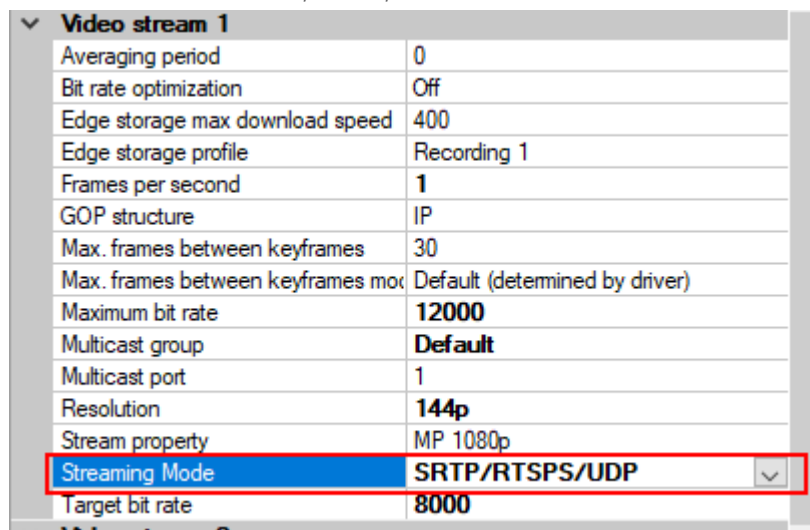 Video stream 1
Averaging period 0
Bit rate optimization Off
Edge storage max download speed 400
Edge storage profile Recording 1
Frames per second 1
GOP structure IP
Max. frames between keyframes 30
Max. frames between keyframes Default (determined by driver)
Maximum bit rate 12000
Multicast group Default
Multicast port 1
Resolution 144p
Stream property MP 1080p
Streaming Mode SRTP/RTSPS/UDP
Target bit rate 8000